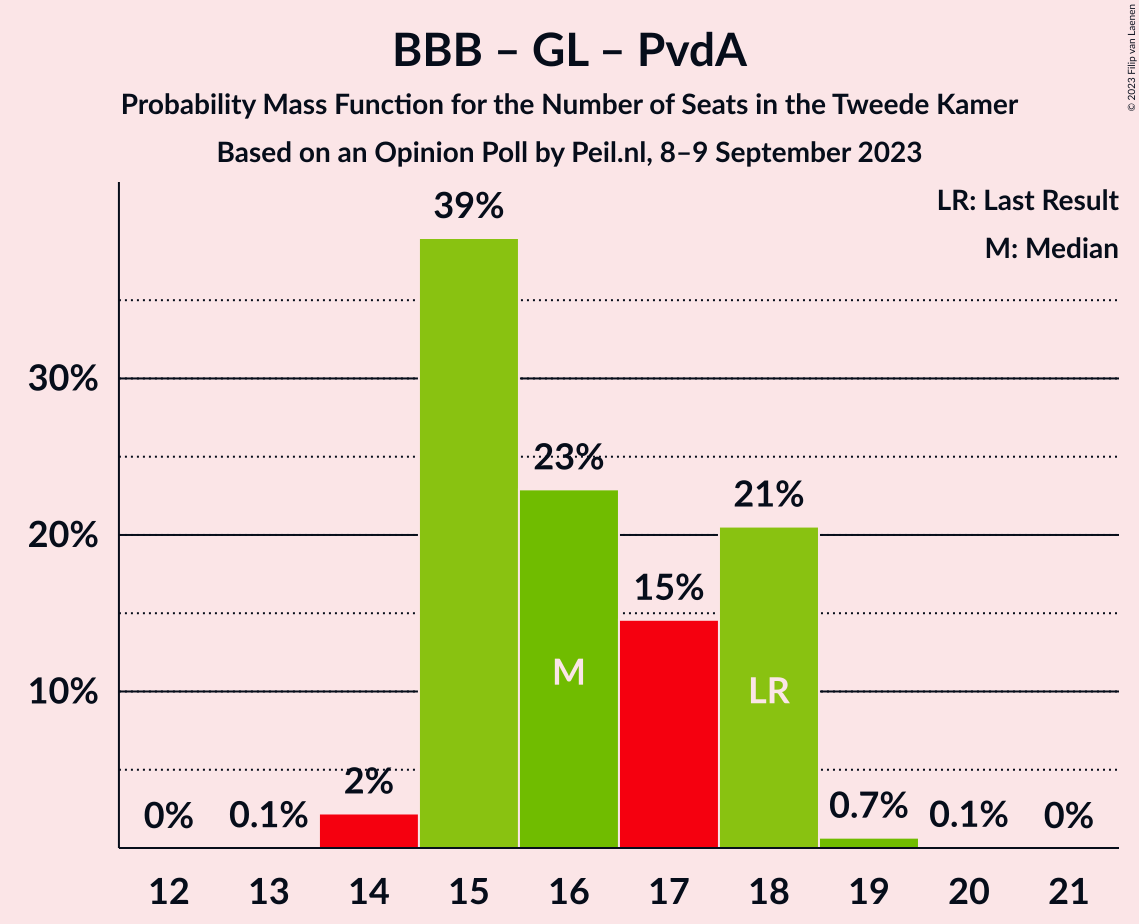 BBB – GL – PvdA
Probability Mass Function for the Number of Seats in the Tweede Kamer
Based on an Opinion Poll by Peil.nl, 8–9 September 2023
© 2023 Filip van Laenen
LR: Last Result
M: Median
39%
30%
23%
21%
20%
15%
M
LR
10%
2%
0%
0.1%
0.7%
0.1%
0%
12 13 14 15 16 17 18 19 20 21